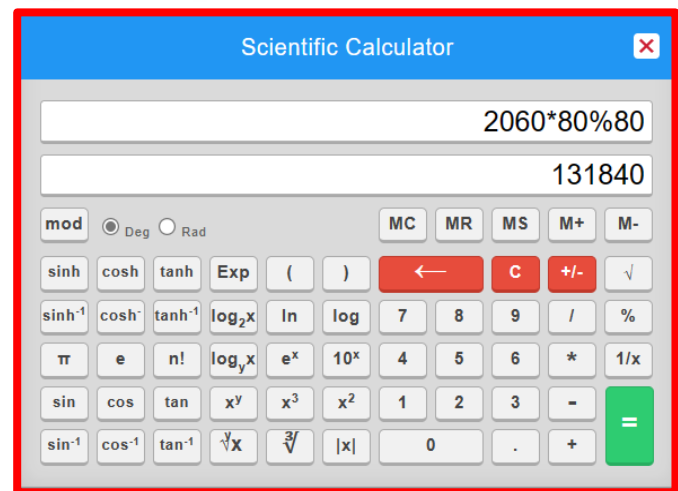 Scientific Calculator
2060*80%80
131840
mod Deg Rad MC MR MS M+ M-
sinh cosh tanh Exp ( ) ← C +/- √
sinh⁻¹ cosh⁻ tanh⁻¹ log₂x ln log 7 8 9 / %
π e n! logᵧx eˣ 10ˣ 4 5 6 * 1/x
sin cos tan xʸ x³ x² 1 2 3 - =
sin⁻¹ cos⁻¹ tan⁻¹ ʸ√x ∛ |x| 0 . +